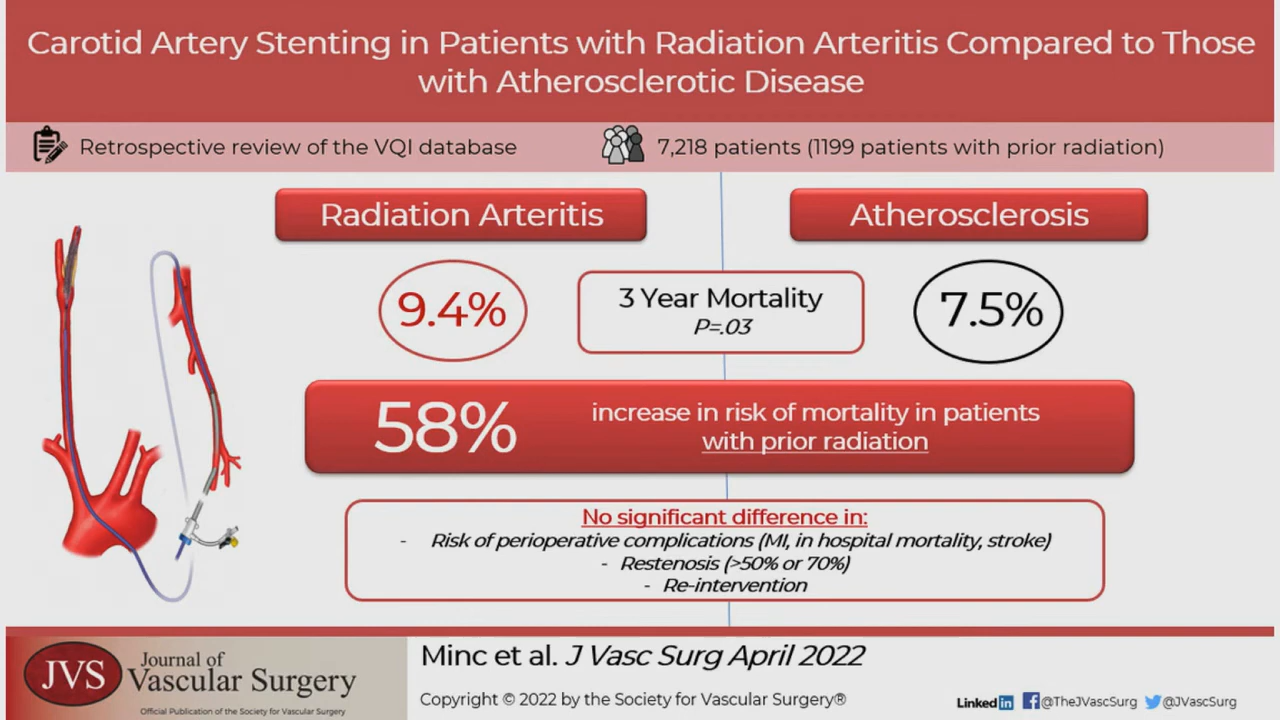 Carotid Artery Stenting in Patients with Radiation Arteritis Compared to Those
with Atherosclerotic Disease
Retrospective review of the VQI database
7,218 patients (1199 patients with prior radiation)
Radiation Arteritis
Atherosclerosis
9.4%
3 Year Mortality
P=.03
7.5%
58%
increase in risk of mortality in patients
with prior radiation
No significant difference in:
- Risk of perioperative complications (MI, in hospital mortality, stroke)
- Restenosis (>50% or 70%)
- Re-intervention
JVS
Journal of
Vascular Surgery
Official Publication of the Society for Vascular Surgery
Minc et al. J Vasc Surg April 2022
Copyright © 2022 by the Society for Vascular Surgery®
Linked in @TheJVascSurg @JVascSurg